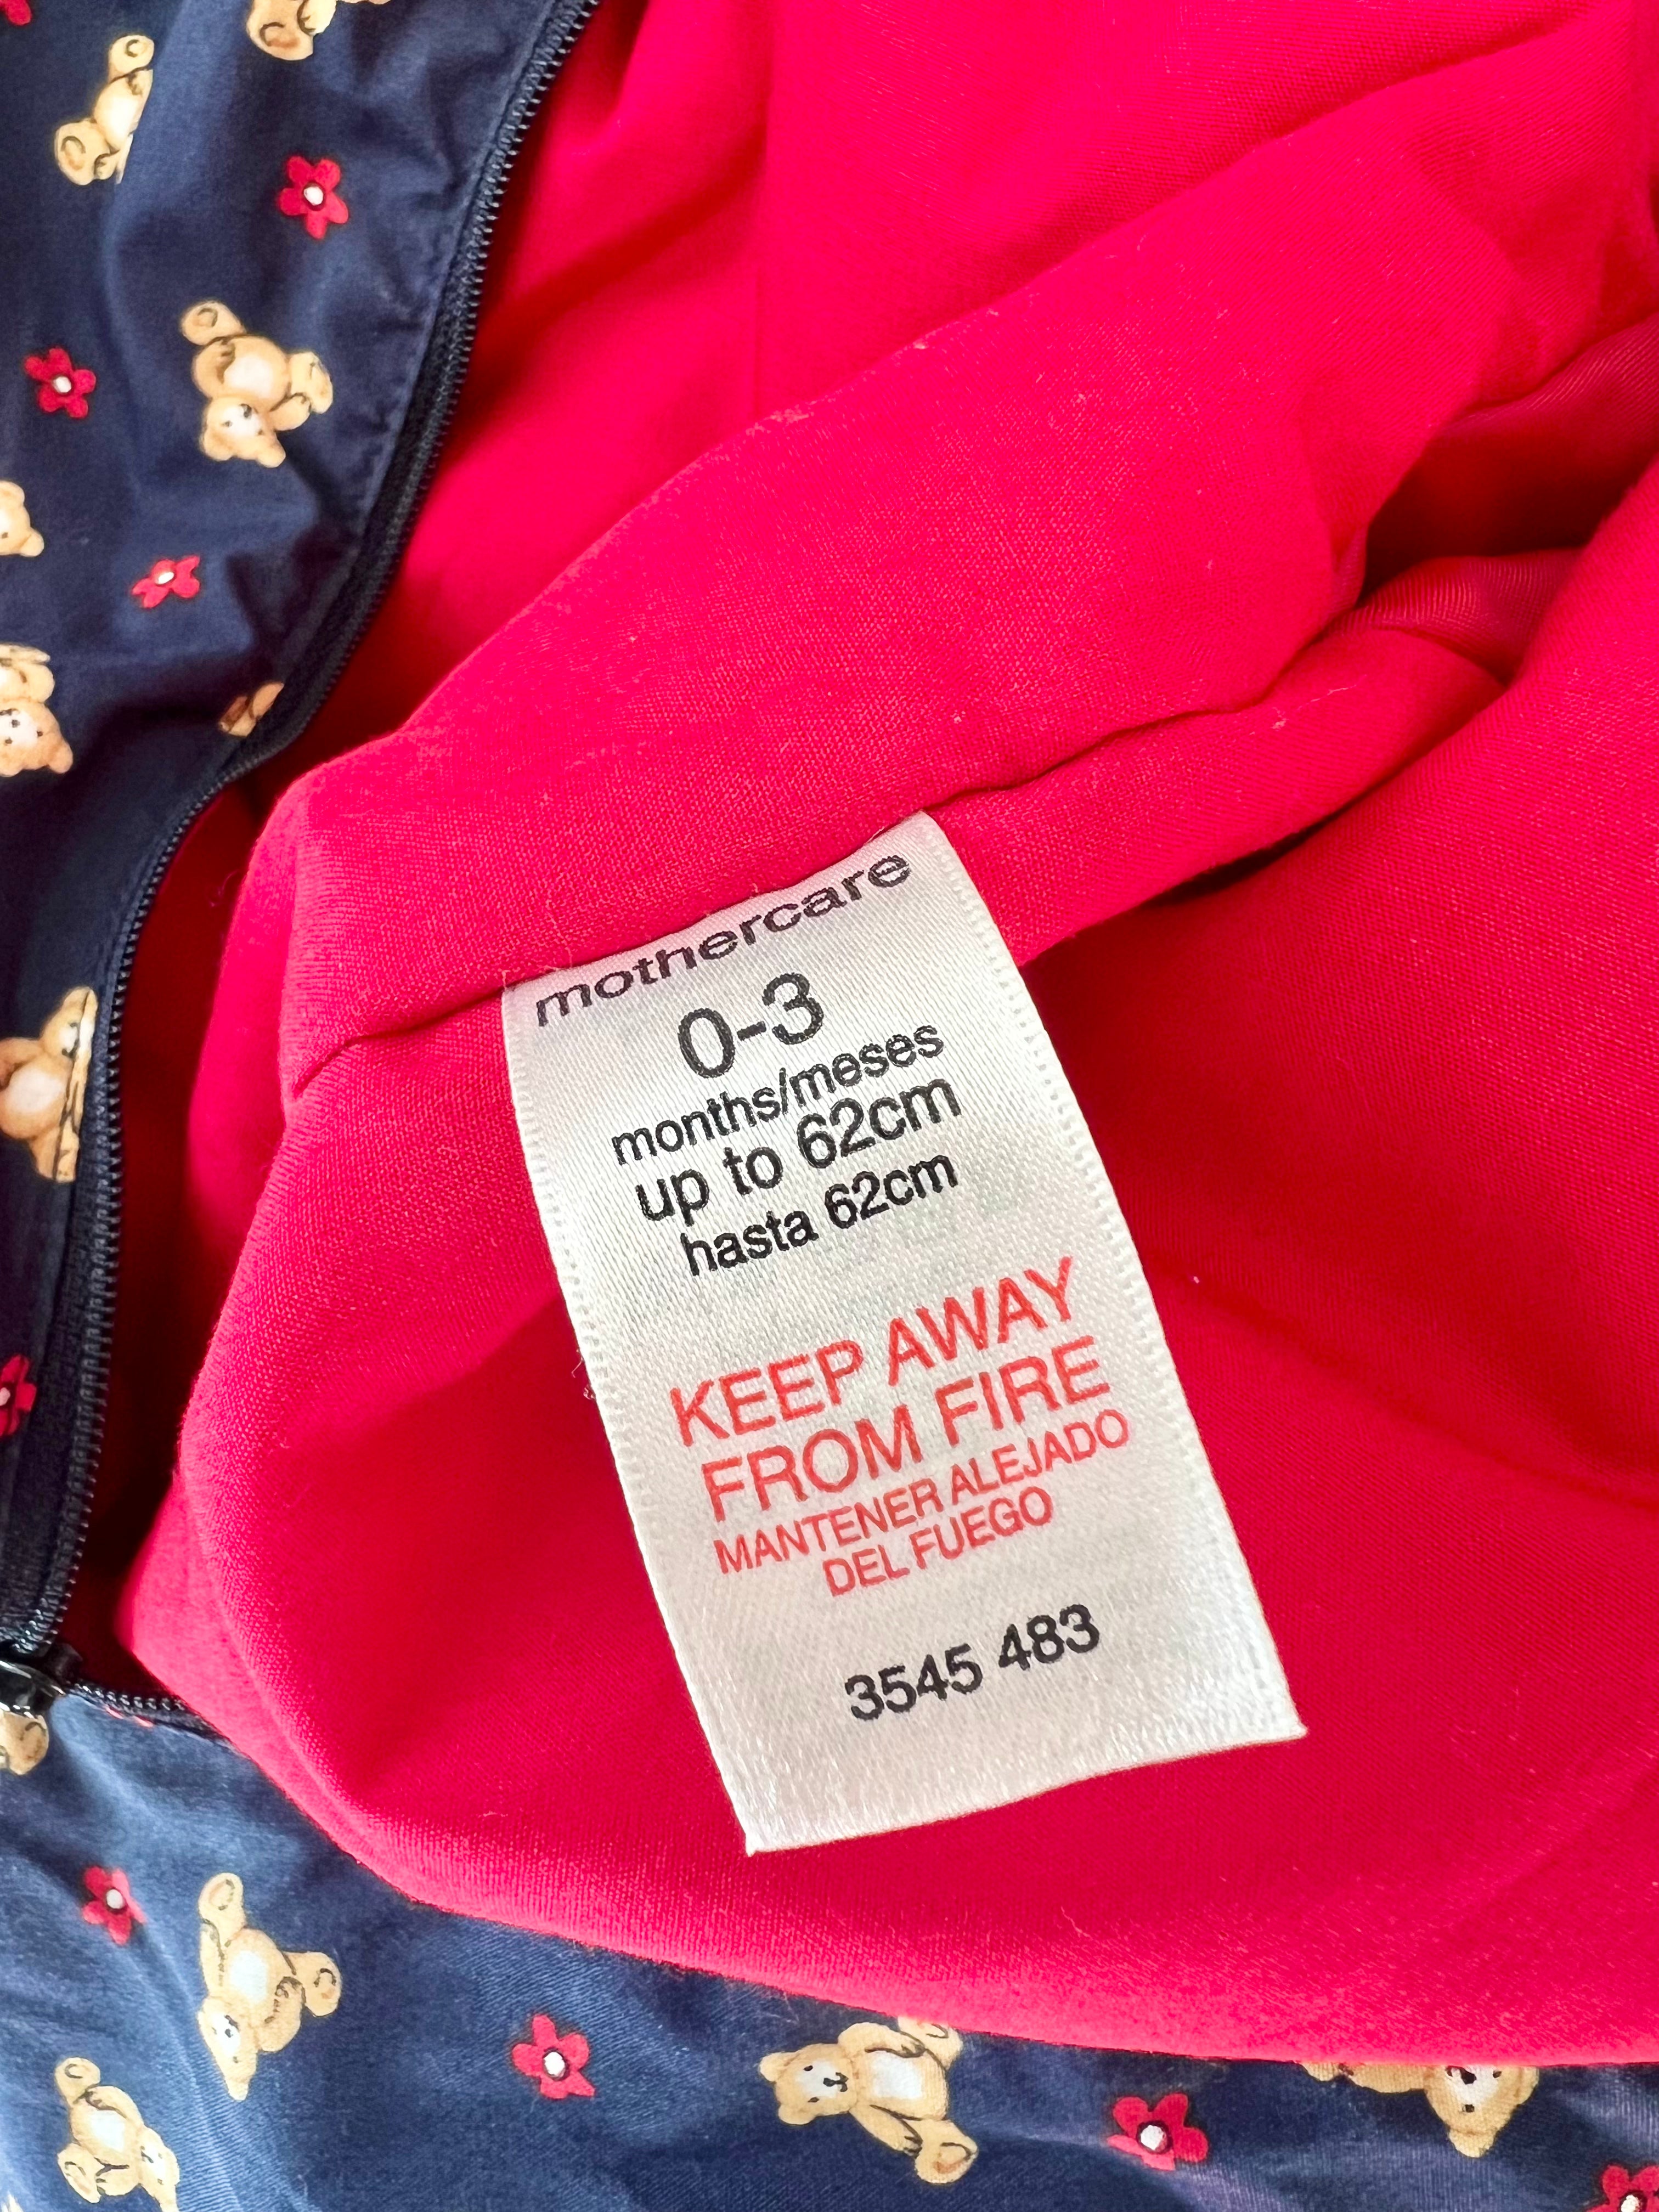 mothercare
0-3
months/meses
up to 62cm
hasta 62cm
KEEP AWAY
FROM FIRE
MANTENER ALEJADO
DEL FUEGO
3545 483